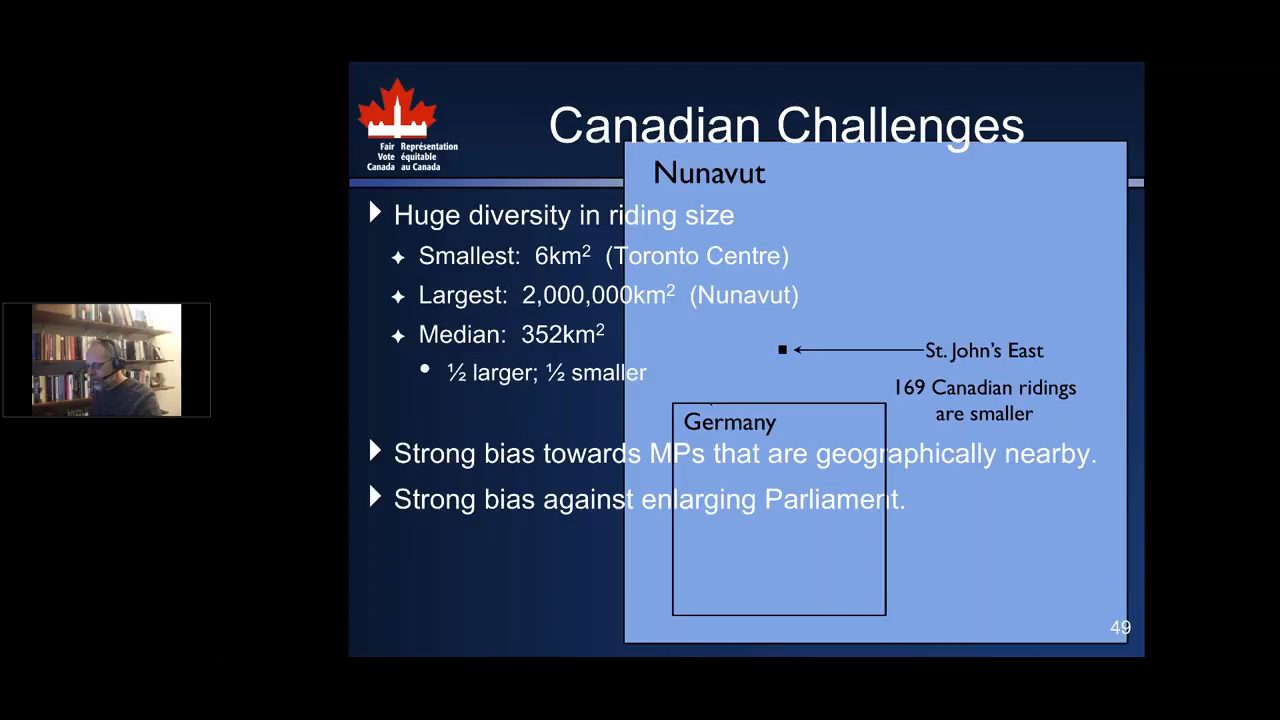 Canadian Challenges
Fair Représentation
Vote équitable
Canada au Canada
Nunavut
Huge diversity in riding size
Smallest: 6km² (Toronto Centre)
Largest: 2,000,000km² (Nunavut)
Median: 352km²
½ larger; ½ smaller
St. John's East
169 Canadian ridings
are smaller
Germany
Strong bias towards MPs that are geographically nearby.
Strong bias against enlarging Parliament.
49